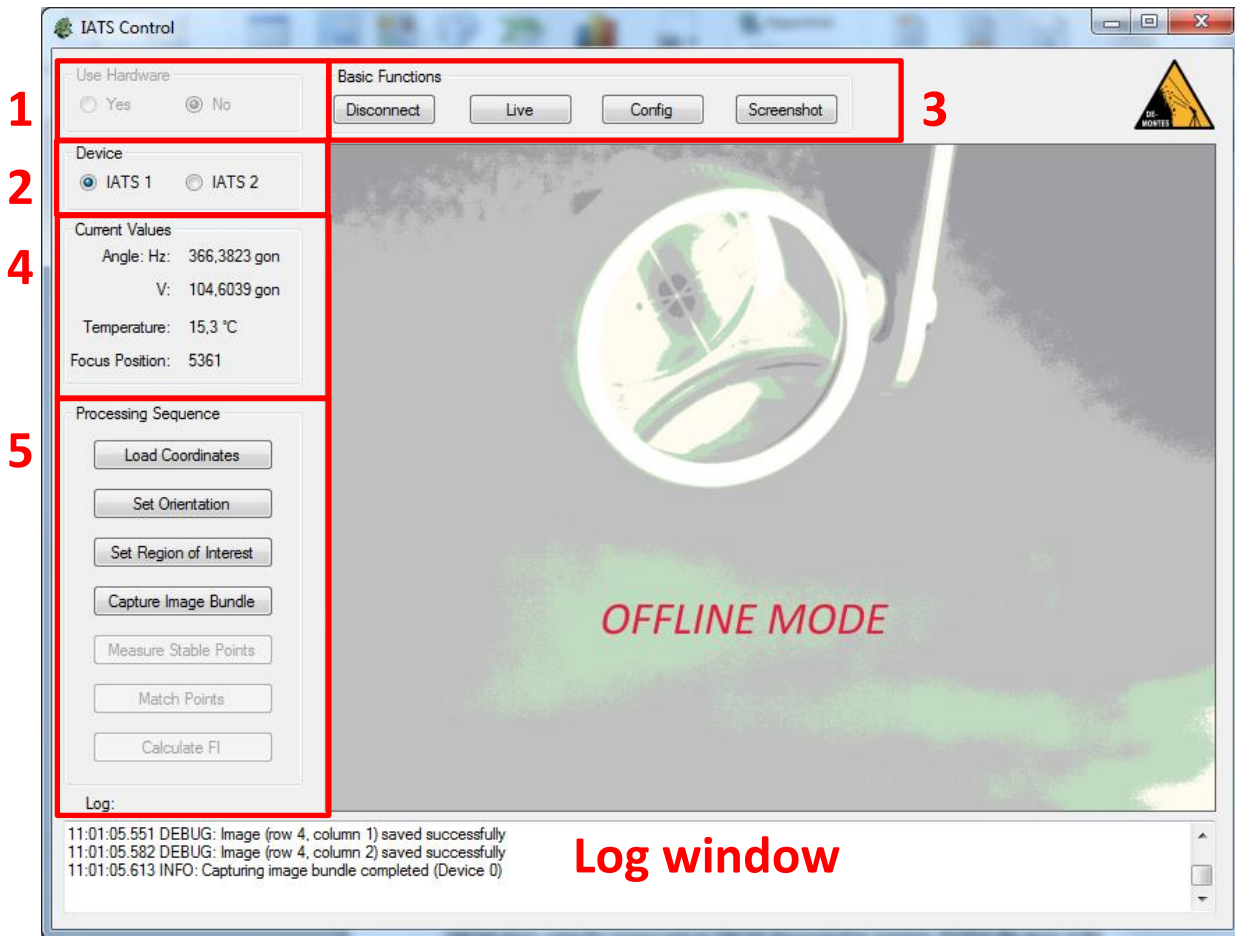 IATS Control
1
Use Hardware
Yes No
Basic Functions
Disconnect Live Config Screenshot
3
DE-
MONTES
2
Device
IATS 1 IATS 2
4
Current Values
Angle: Hz: 366,3823 gon
V: 104,6039 gon
Temperature: 15,3 °C
Focus Position: 5361
5
Processing Sequence
Load Coordinates
Set Orientation
Set Region of Interest
Capture Image Bundle
Measure Stable Points
Match Points
Calculate FI
OFFLINE MODE
Log:
11:01:05.551 DEBUG: Image (row 4, column 1) saved successfully
11:01:05.582 DEBUG: Image (row 4, column 2) saved successfully
11:01:05.613 INFO: Capturing image bundle completed (Device 0)
Log window